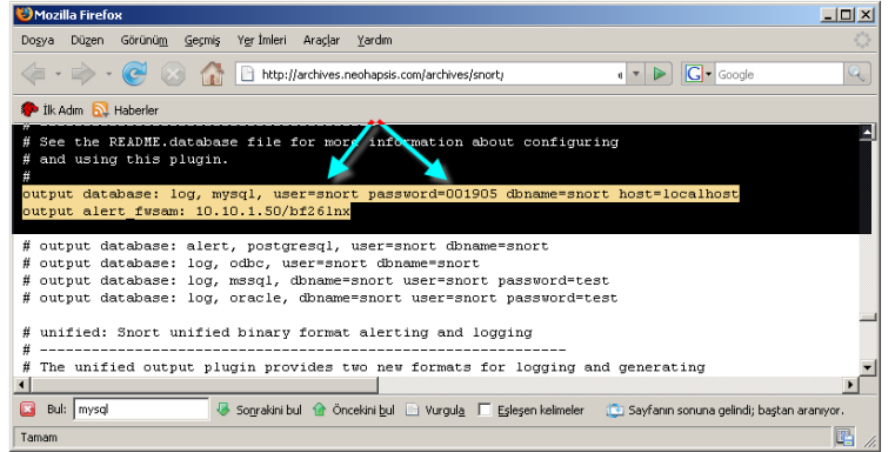 Mozilla Firefox
Dosya Düzen Görünüm Geçmiş Yer İmleri Araçlar Yardım
http://archives.neohapsis.com/archives/snort/
Google
İlk Adım Haberler
# See the README.database file for more information about configuring
# and using this plugin.
#
output database: log, mysql, user=snort password=001905 dbname=snort host=localhost
output alert_fwsam: 10.10.1.50/bf26lnx
# output database: alert, postgresql, user=snort dbname=snort
# output database: log, odbc, user=snort dbname=snort
# output database: log, mssql, dbname=snort user=snort password=test
# output database: log, oracle, dbname=snort user=snort password=test
# unified: Snort unified binary format alerting and logging
# -------------------------------------------------------------
# The unified output plugin provides two new formats for logging and generating
Bul: mysql Sonrakini bul Öncekini bul Vurgula Eşleşen kelimeler Sayfanın sonuna gelindi; baştan aranıyor.
Tamam